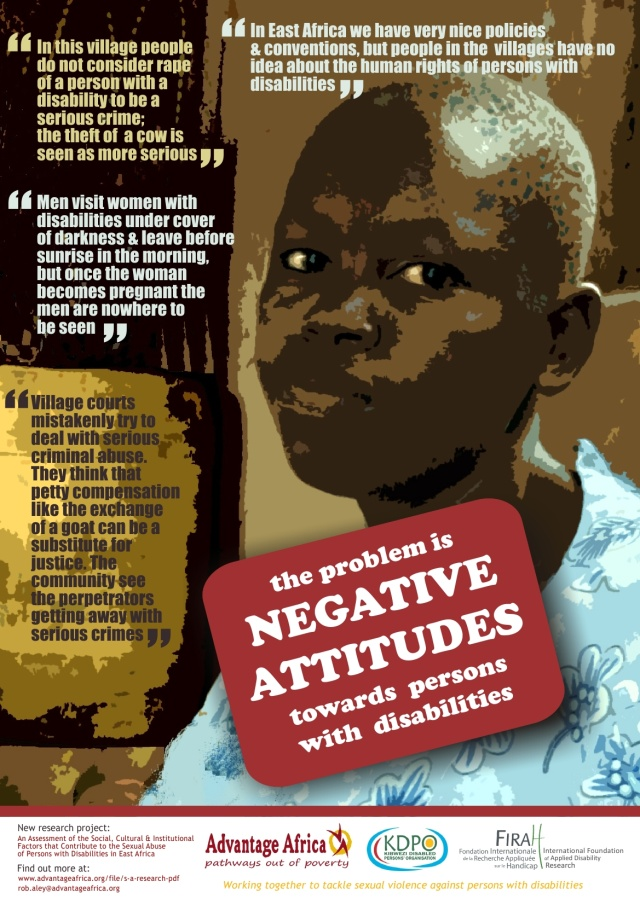 “ In this village people
do not consider rape
of a person with a
disability to be a
serious crime;
the theft of a cow is
seen as more serious ”
“ In East Africa we have very nice policies
& conventions, but people in the villages have no
idea about the human rights of persons with
disabilities ”
“ Men visit women with
disabilities under cover
of darkness & leave before
sunrise in the morning,
but once the woman
becomes pregnant the
men are nowhere to
be seen ”
“ Village courts
mistakenly try to
deal with serious
criminal abuse.
They think that
petty compensation
like the exchange
of a goat can be a
substitute for
justice. The
community see
the perpetrators
getting away with
serious crimes ”
the problem is
NEGATIVE
ATTITUDES
towards persons
with disabilities
New research project:
An Assessment of the Social, Cultural & Institutional
Factors that Contribute to the Sexual Abuse
of Persons with Disabilities in East Africa
Find out more at:
www.advantageafrica.org/file/s-a-research-pdf
rob.aley@advantageafrica.org
Advantage Africa
pathways out of poverty
KDPO
KIBWEZI DISABLED
PERSONS' ORGANISATION
FIRAH
Fondation Internationale
de la Recherche Appliquée
sur le Handicap
International Foundation
of Applied Disability
Research
Working together to tackle sexual violence against persons with disabilities